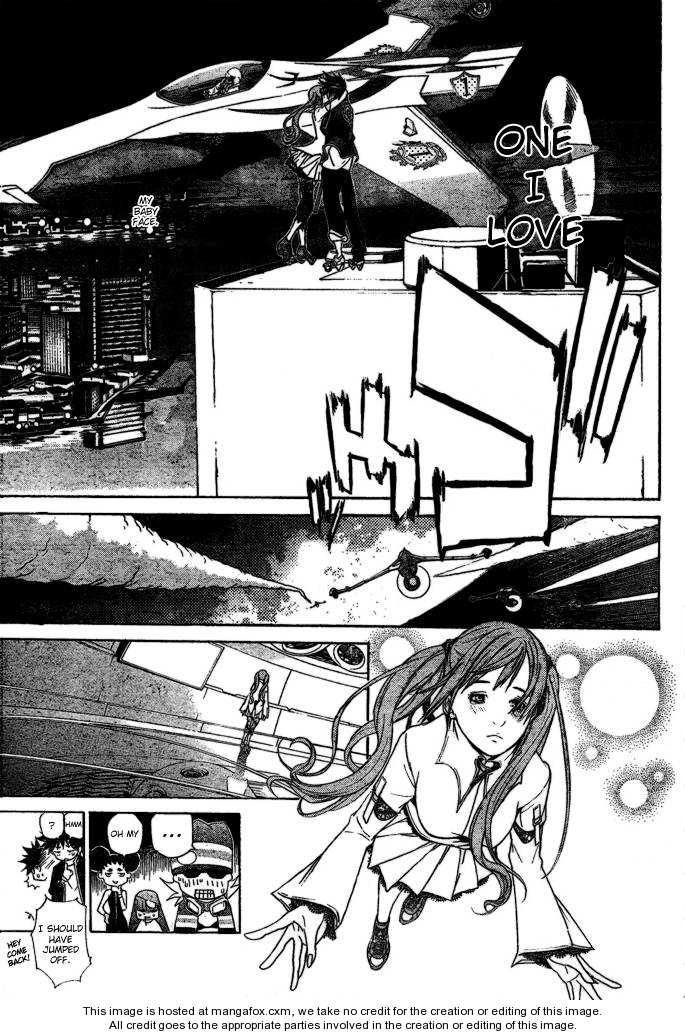 ONE
I
LOVE
MY
BABY
FACE.
...
OH MY
HMM
?
I SHOULD
HAVE
JUMPED
OFF.
HEY
COME
BACK!
This image is hosted at mangafox.cxm, we take no credit for the creation or editing of this image.
All credit goes to the appropriate parties involved in the creation or editing of this image.